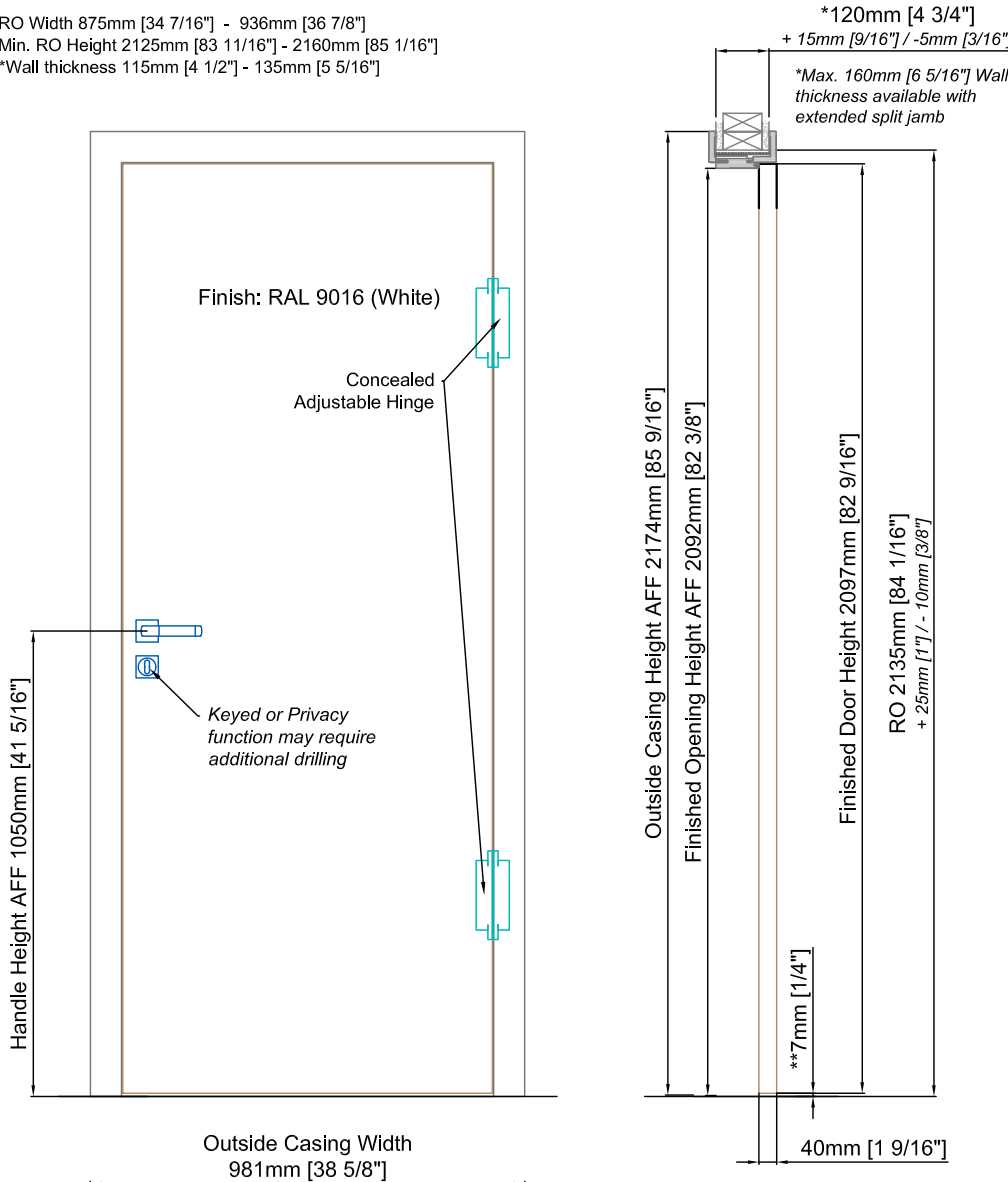 RO Width 875mm [34 7/16"] - 936mm [36 7/8"]
Min. RO Height 2125mm [83 11/16"] - 2160mm [85 1/16"]
*Wall thickness 115mm [4 1/2"] - 135mm [5 5/16"]
*120mm [4 3/4"]
+ 15mm [9/16"] / -5mm [3/16"]
*Max. 160mm [6 5/16"] Wall
thickness available with
extended split jamb
Finish: RAL 9016 (White)
Concealed
Adjustable Hinge
Keyed or Privacy
function may require
additional drilling
Handle Height AFF 1050mm [41 5/16"]
Outside Casing Height AFF 2174mm [85 9/16"]
Finished Opening Height AFF 2092mm [82 3/8"]
Finished Door Height 2097mm [82 9/16"]
RO 2135mm [84 1/16"]
+ 25mm [1"] / - 10mm [3/8"]
**7mm [1/4"]
40mm [1 9/16"]
Outside Casing Width
981mm [38 5/8"]